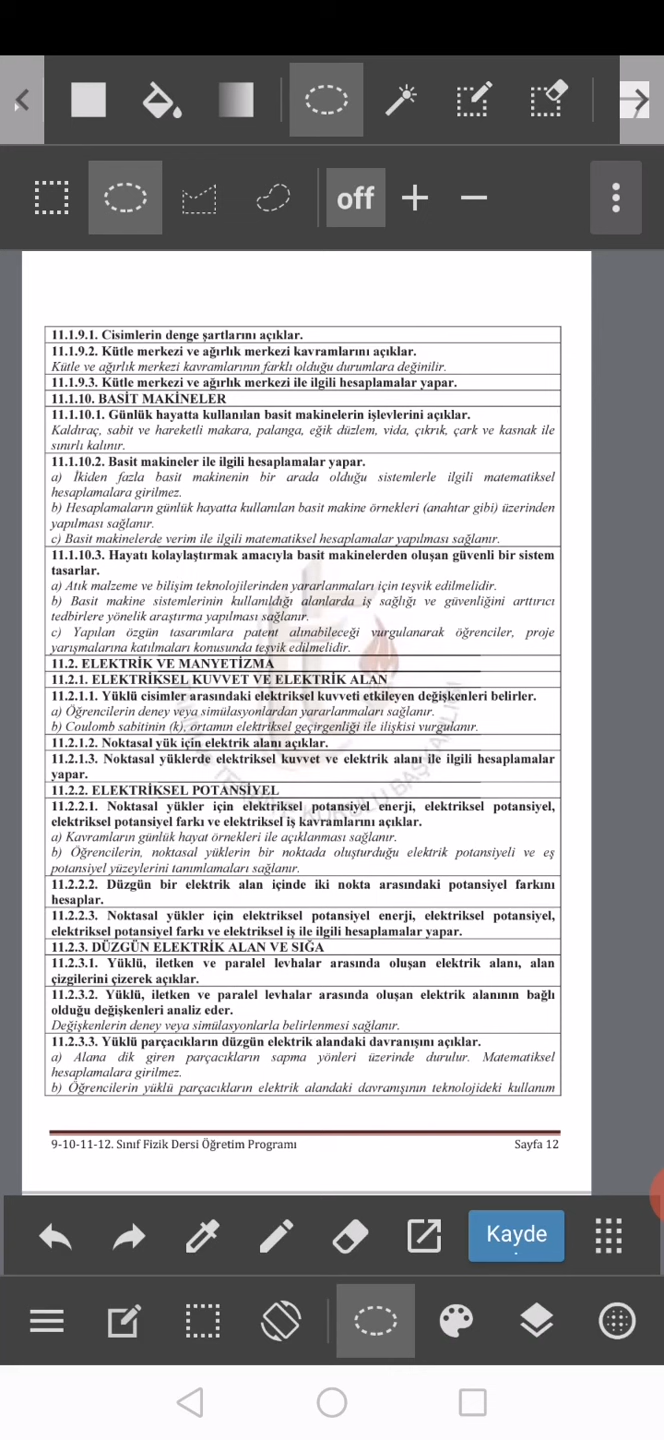 off
11.1.9.1. Cisimlerin denge şartlarını açıklar.
11.1.9.2. Kütle merkezi ve ağırlık merkezi kavramlarını açıklar.
Kütle ve ağırlık merkezi kavramlarının farklı olduğu durumlara değinilir.
11.1.9.3. Kütle merkezi ve ağırlık merkezi ile ilgili hesaplamalar yapar.
11.1.10. BASİT MAKİNELER
11.1.10.1. Günlük hayatta kullanılan basit makinelerin işlevlerini açıklar.
Kaldıraç, sabit ve hareketli makara, palanga, eğik düzlem, vida, çıkrık, çark ve kasnak ile
sınırlı kalınır.
11.1.10.2. Basit makineler ile ilgili hesaplamalar yapar.
a) İkiden fazla basit makinenin bir arada olduğu sistemlerle ilgili matematiksel
hesaplamalara girilmez.
b) Hesaplamaların günlük hayatta kullanılan basit makine örnekleri (anahtar gibi) üzerinden
yapılması sağlanır.
c) Basit makinelerde verim ile ilgili matematiksel hesaplamalar yapılması sağlanır.
11.1.10.3. Hayatı kolaylaştırmak amacıyla basit makinelerden oluşan güvenli bir sistem
tasarlar.
a) Atık malzeme ve bilişim teknolojilerinden yararlanmaları için teşvik edilmelidir.
b) Basit makine sistemlerinin kullanıldığı alanlarda iş sağlığı ve güvenliğini arttırıcı
tedbirlere yönelik araştırma yapılması sağlanır.
c) Yapılan özgün tasarımlara patent alınabileceği vurgulanarak öğrenciler, proje
yarışmalarına katılmaları konusunda teşvik edilmelidir.
11.2. ELEKTRİK VE MANYETİZMA
11.2.1. ELEKTRİKSEL KUVVET VE ELEKTRİK ALAN
11.2.1.1. Yüklü cisimler arasındaki elektriksel kuvveti etkileyen değişkenleri belirler.
a) Öğrencilerin deney veya simülasyonlardan yararlanmaları sağlanır.
b) Coulomb sabitinin (k), ortamın elektriksel geçirgenliği ile ilişkisi vurgulanır.
11.2.1.2. Noktasal yük için elektrik alanı açıklar.
11.2.1.3. Noktasal yüklerde elektriksel kuvvet ve elektrik alanı ile ilgili hesaplamalar
yapar.
11.2.2. ELEKTRİKSEL POTANSİYEL
11.2.2.1. Noktasal yükler için elektriksel potansiyel enerji, elektriksel potansiyel,
elektriksel potansiyel farkı ve elektriksel iş kavramlarını açıklar.
a) Kavramların günlük hayat örnekleri ile açıklanması sağlanır.
b) Öğrencilerin, noktasal yüklerin bir noktada oluşturduğu elektrik potansiyeli ve eş
potansiyel yüzeylerini tanımlamaları sağlanır.
11.2.2.2. Düzgün bir elektrik alan içinde iki nokta arasındaki potansiyel farkını
hesaplar.
11.2.2.3. Noktasal yükler için elektriksel potansiyel enerji, elektriksel potansiyel,
elektriksel potansiyel farkı ve elektriksel iş ile ilgili hesaplamalar yapar.
11.2.3. DÜZGÜN ELEKTRİK ALAN VE SIĞA
11.2.3.1. Yüklü, iletken ve paralel levhalar arasında oluşan elektrik alanı, alan
çizgilerini çizerek açıklar.
11.2.3.2. Yüklü, iletken ve paralel levhalar arasında oluşan elektrik alanının bağlı
olduğu değişkenleri analiz eder.
Değişkenlerin deney veya simülasyonlarla belirlenmesi sağlanır.
11.2.3.3. Yüklü parçacıkların düzgün elektrik alandaki davranışını açıklar.
a) Alana dik giren parçacıkların sapma yönleri üzerinde durulur. Matematiksel
hesaplamalara girilmez.
b) Öğrencilerin yüklü parçacıkların elektrik alandaki davranışının teknolojideki kullanım
9-10-11-12. Sınıf Fizik Dersi Öğretim Programı Sayfa 12
Kayde